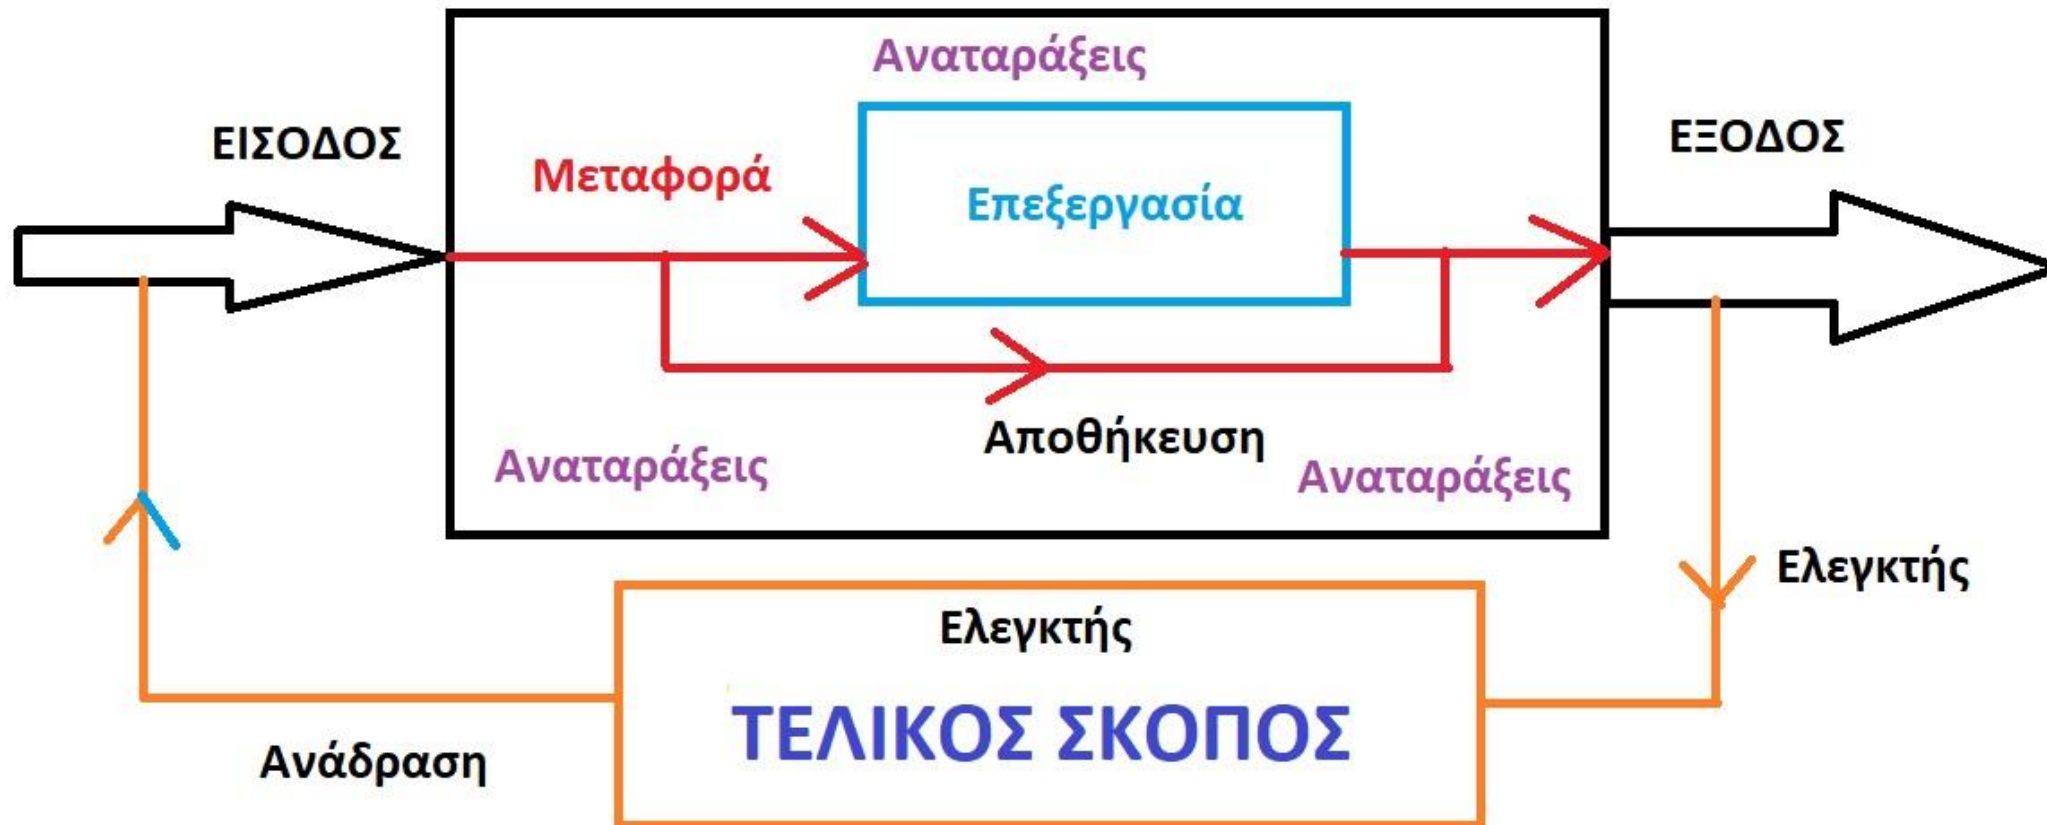 Αναταράξεις
ΕΙΣΟΔΟΣ
ΕΞΟΔΟΣ
Μεταφορά
Επεξεργασία
Αποθήκευση
Αναταράξεις
Αναταράξεις
Ελεγκτής
Ελεγκτής
ΤΕΛΙΚΟΣ ΣΚΟΠΟΣ
Ανάδραση